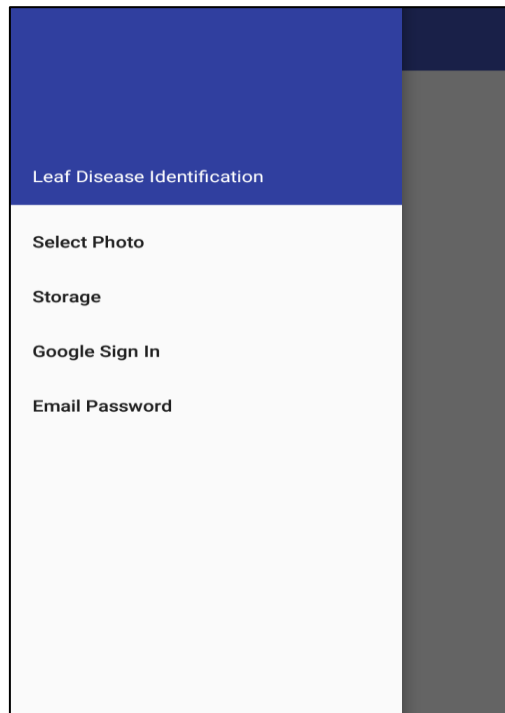 Leaf Disease Identification
Select Photo
Storage
Google Sign In
Email Password